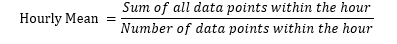 Hourly Mean = Sum of all data points within the hour / Number of data points within the hour